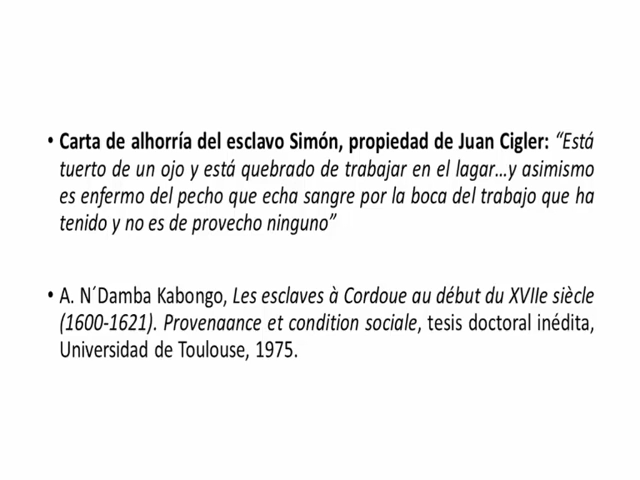 • Carta de alhorría del esclavo Simón, propiedad de Juan Cigler: “Está
tuerto de un ojo y está quebrado de trabajar en el lagar…y asimismo
es enfermo del pecho que echa sangre por la boca del trabajo que ha
tenido y no es de provecho ninguno”
• A. N´Damba Kabongo, Les esclaves à Cordoue au début du XVIIe siècle
(1600-1621). Provenaance et condition sociale, tesis doctoral inédita,
Universidad de Toulouse, 1975.